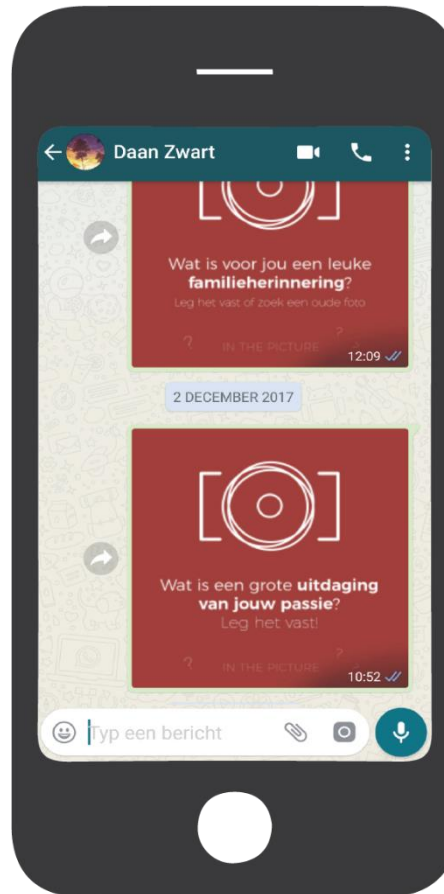 Daan Zwart
Wat is voor jou een leuke
familieherinnering?
Leg het vast of zoek een oude foto
? IN THE PICTURE ?
12:09
2 DECEMBER 2017
Wat is een grote uitdaging
van jouw passie?
Leg het vast!
? IN THE PICTURE ?
10:52
Typ een bericht